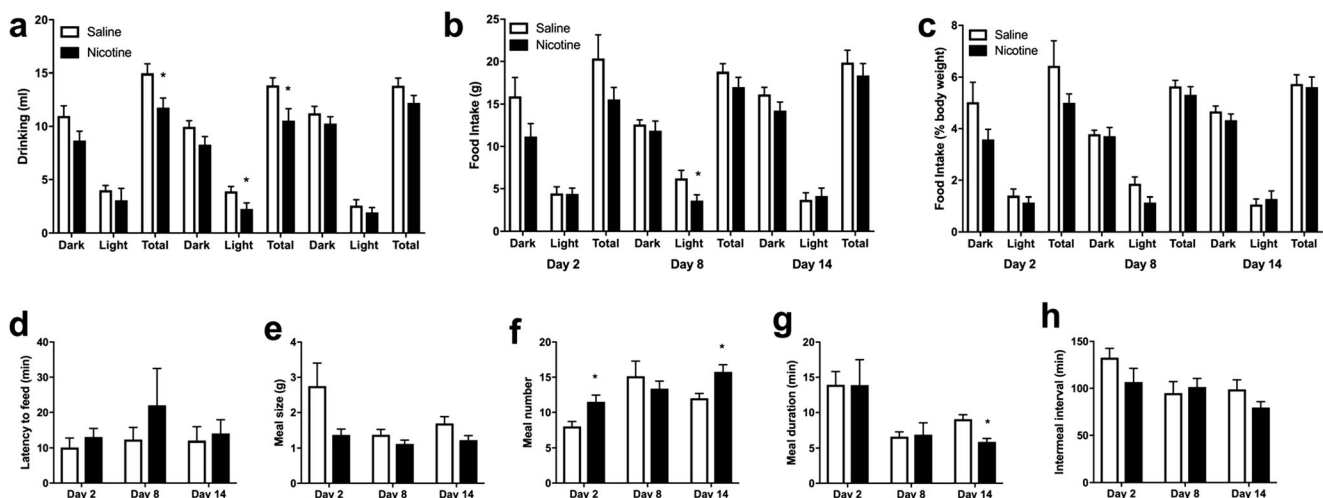 a
Drinking (ml)
20
15
10
5
0
Saline
Nicotine
*
*
*
Dark Light Total Dark Light Total Dark Light Total
b
Food Intake (g)
25
20
15
10
5
0
Saline
Nicotine
*
Dark Light Total Dark Light Total Dark Light Total
Day 2 Day 8 Day 14
c
Food Intake (% body weight)
8
6
4
2
0
Saline
Nicotine
Dark Light Total Dark Light Total Dark Light Total
Day 2 Day 8 Day 14
d
Latency to feed (min)
40
30
20
10
0
Day 2 Day 8 Day 14
e
Meal size (g)
4
3
2
1
0
Day 2 Day 8 Day 14
f
Meal number
20
15
10
5
0
*
*
Day 2 Day 8 Day 14
g
Meal duration (min)
20
15
10
5
0
*
Day 2 Day 8 Day 14
h
Intermeal interval (min)
150
100
50
0
Day 2 Day 8 Day 14